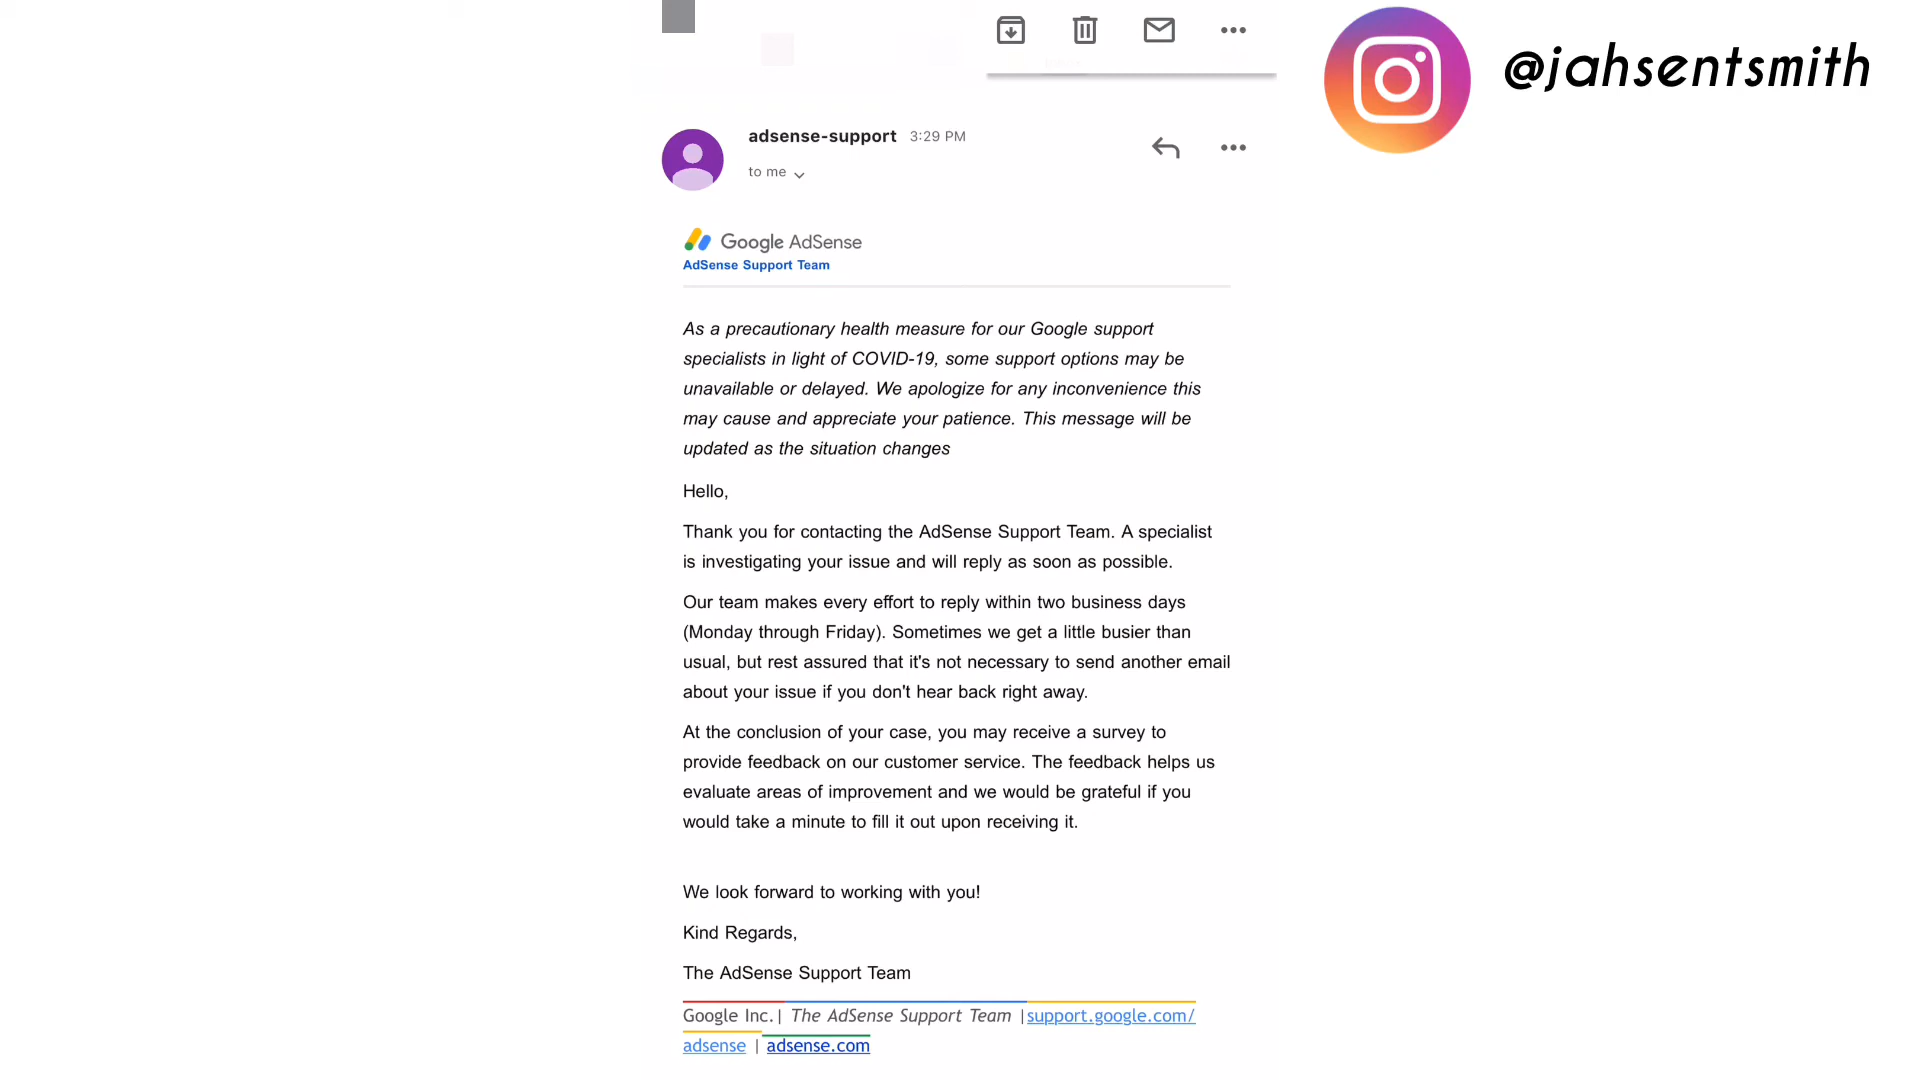 @jahsentsmith
adsense-support 3:29 PM
to me
Google AdSense
AdSense Support Team
As a precautionary health measure for our Google support
specialists in light of COVID-19, some support options may be
unavailable or delayed. We apologize for any inconvenience this
may cause and appreciate your patience. This message will be
updated as the situation changes
Hello,
Thank you for contacting the AdSense Support Team. A specialist
is investigating your issue and will reply as soon as possible.
Our team makes every effort to reply within two business days
(Monday through Friday). Sometimes we get a little busier than
usual, but rest assured that it's not necessary to send another email
about your issue if you don't hear back right away.
At the conclusion of your case, you may receive a survey to
provide feedback on our customer service. The feedback helps us
evaluate areas of improvement and we would be grateful if you
would take a minute to fill it out upon receiving it.
We look forward to working with you!
Kind Regards,
The AdSense Support Team
Google Inc.| The AdSense Support Team |support.google.com/
adsense | adsense.com